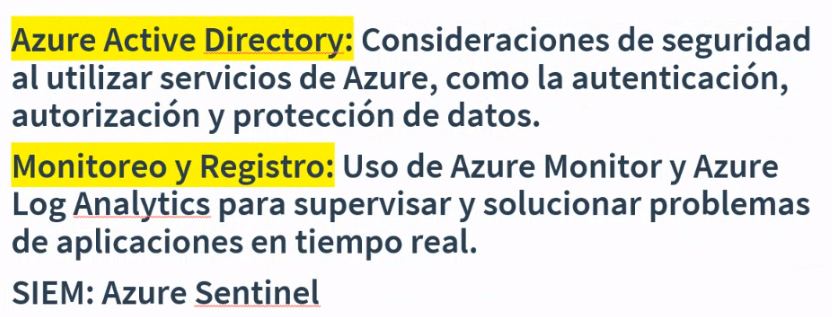 Azure Active Directory: Consideraciones de seguridad
al utilizar servicios de Azure, como la autenticación,
autorización y protección de datos.
Monitoreo y Registro: Uso de Azure Monitor y Azure
Log Analytics para supervisar y solucionar problemas
de aplicaciones en tiempo real.
SIEM: Azure Sentinel